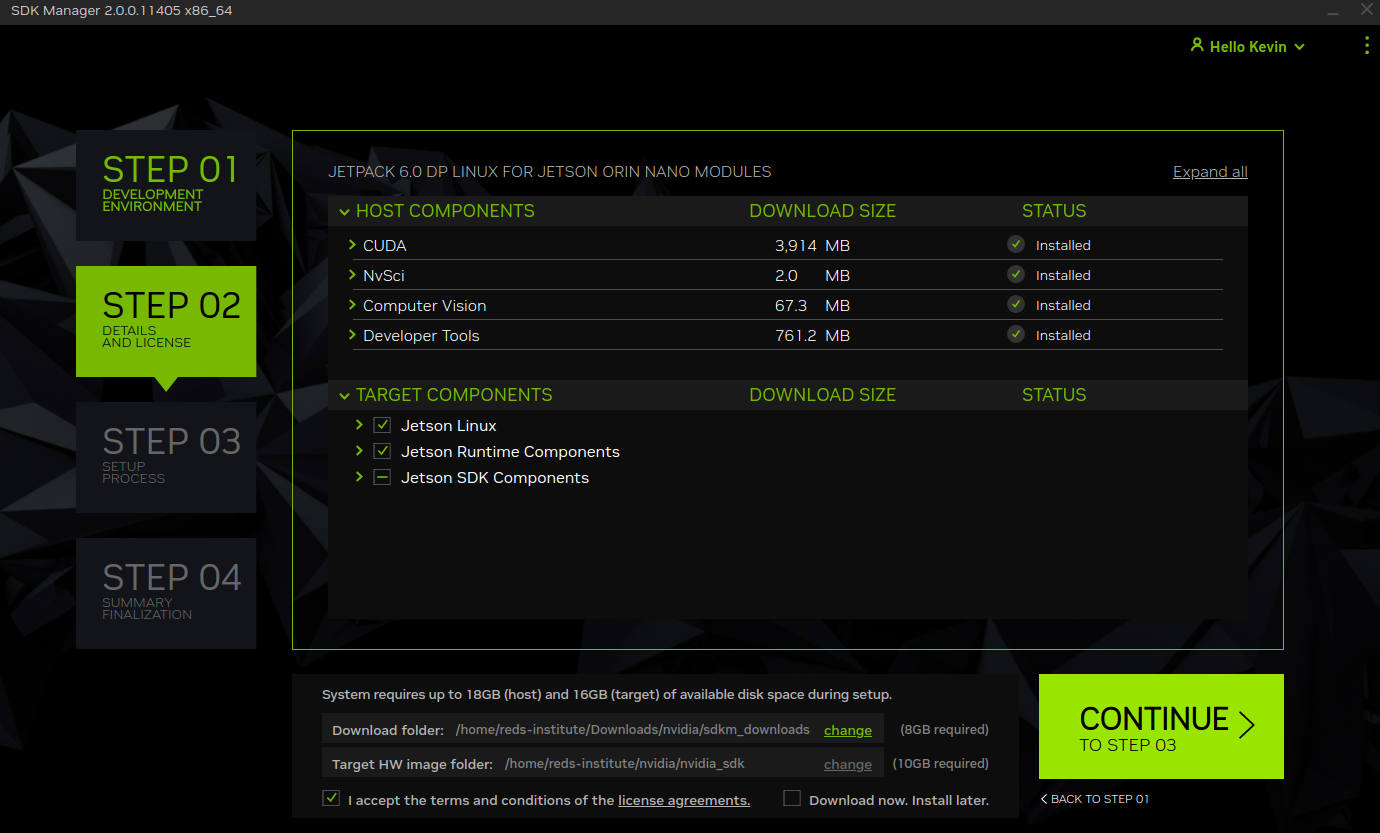 SDK Manager 2.0.0.11405 x86_64
Hello Kevin
STEP 01
DEVELOPMENT
ENVIRONMENT
STEP 02
DETAILS
AND LICENSE
STEP 03
SETUP
PROCESS
STEP 04
SUMMARY
FINALIZATION
JETPACK 6.0 DP LINUX FOR JETSON ORIN NANO MODULES Expand all
HOST COMPONENTS DOWNLOAD SIZE STATUS
CUDA 3,914 MB Installed
NvSci 2.0 MB Installed
Computer Vision 67.3 MB Installed
Developer Tools 761.2 MB Installed
TARGET COMPONENTS DOWNLOAD SIZE STATUS
Jetson Linux
Jetson Runtime Components
Jetson SDK Components
System requires up to 18GB (host) and 16GB (target) of available disk space during setup.
Download folder: /home/reds-institute/Downloads/nvidia/sdkm_downloads change (8GB required)
Target HW image folder: /home/reds-institute/nvidia/nvidia_sdk change (10GB required)
I accept the terms and conditions of the license agreements. Download now. Install later.
CONTINUE
TO STEP 03
BACK TO STEP 01